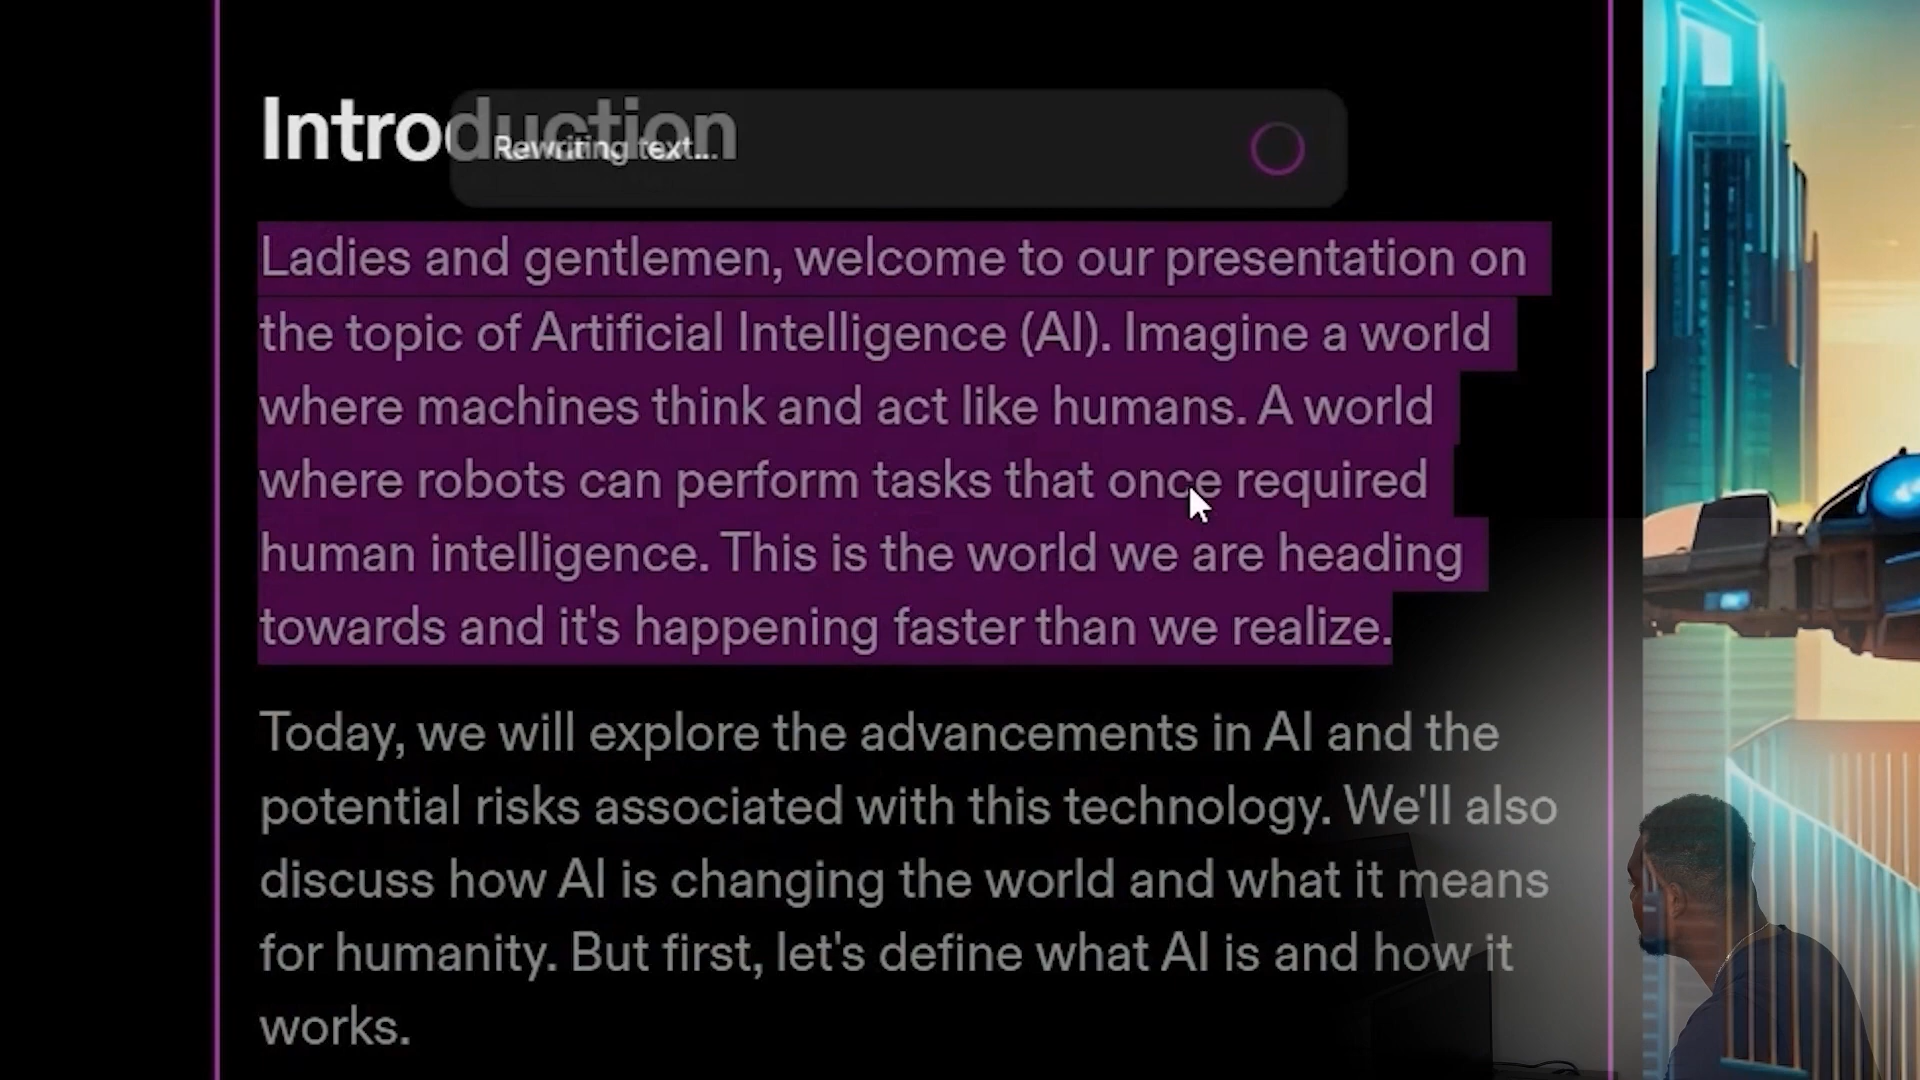 Introduction
Rewriting text...
Ladies and gentlemen, welcome to our presentation on
the topic of Artificial Intelligence (AI). Imagine a world
where machines think and act like humans. A world
where robots can perform tasks that once required
human intelligence. This is the world we are heading
towards and it's happening faster than we realize.
Today, we will explore the advancements in AI and the
potential risks associated with this technology. We'll also
discuss how AI is changing the world and what it means
for humanity. But first, let's define what AI is and how it
works.